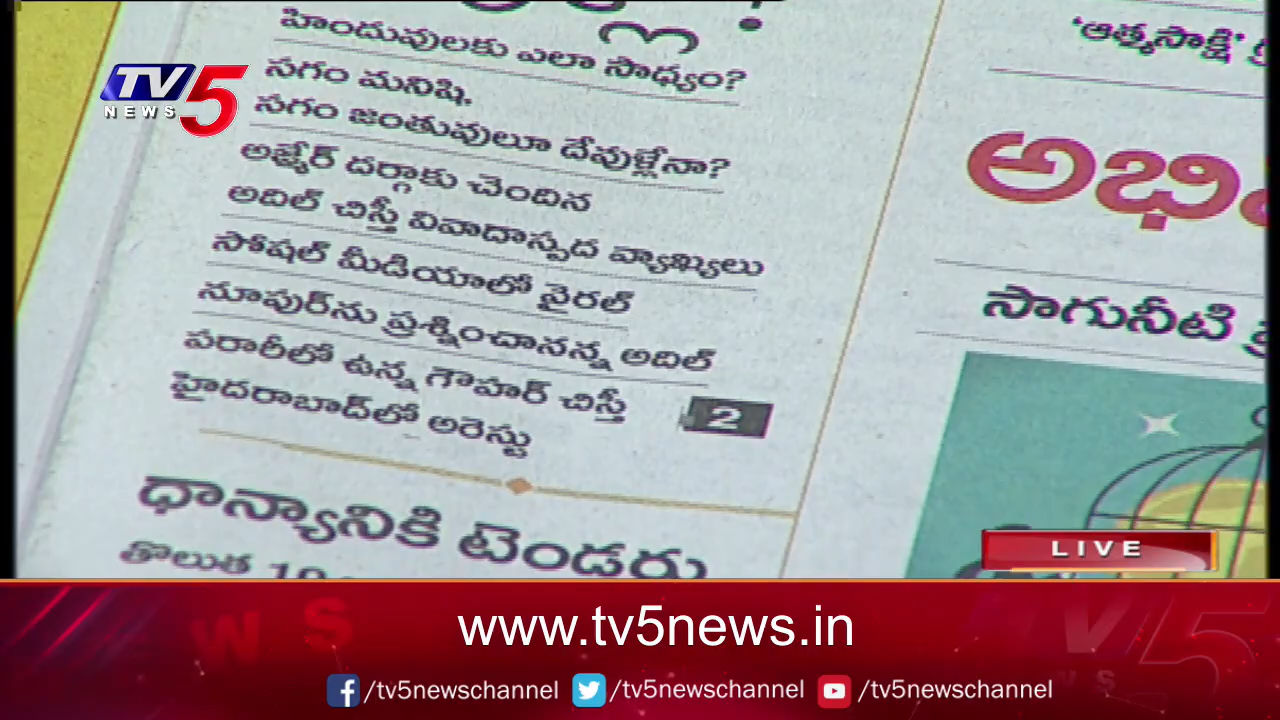 హిందువులకు ఎలా సాధ్యం?
సగం మనిషి,
సగం జంతువులూ దేవుళ్లేనా?
అజ్మేర్ దర్గాకు చెందిన
అదిల్ చిస్తీ వివాదాస్పద వ్యాఖ్యలు
సోషల్ మీడియాలో వైరల్
నూపుర్‌ను ప్రశ్నించానన్న అదిల్
పరారీలో ఉన్న గౌహర్ చిస్తీ
హైదరాబాద్‌లో అరెస్టు
2
ధాన్యానికి టెండరు
తొలుత
'ఆత్మసాక్షి'
సాగునీటి
TV5
NEWS
LIVE
www.tv5news.in
/tv5newschannel
/tv5newschannel
/tv5newschannel